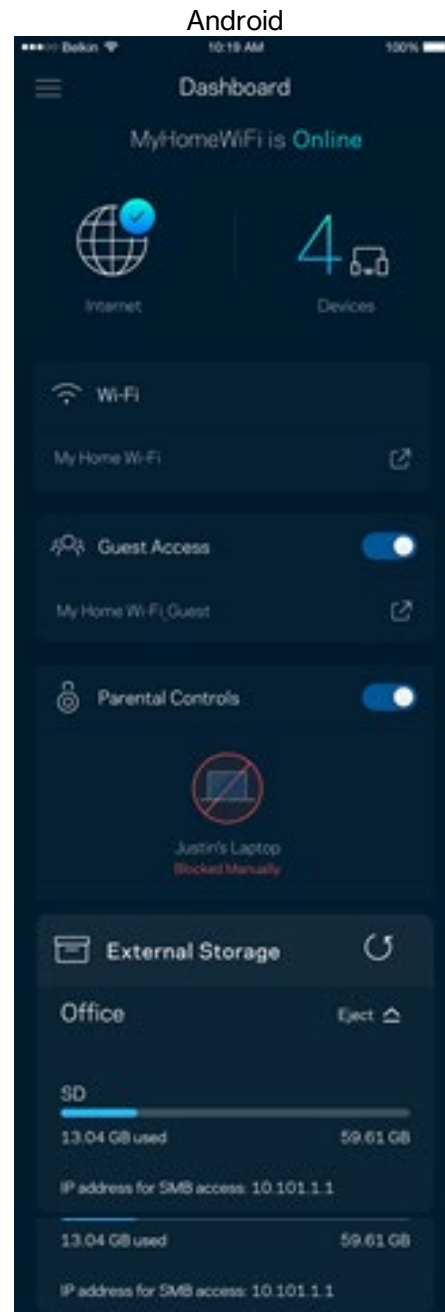 Android
Belkin 10:19 AM 100%
Dashboard
MyHomeWiFi is Online
4
Internet Devices
Wi-Fi
My Home Wi-Fi
Guest Access
My Home Wi-Fi_Guest
Parental Controls
Justin's Laptop
Blocked Manually
External Storage
Office Eject
SD
13.04 GB used 59.61 GB
IP address for SMB access: 10.101.1.1
13.04 GB used 59.61 GB
IP address for SMB access: 10.101.1.1